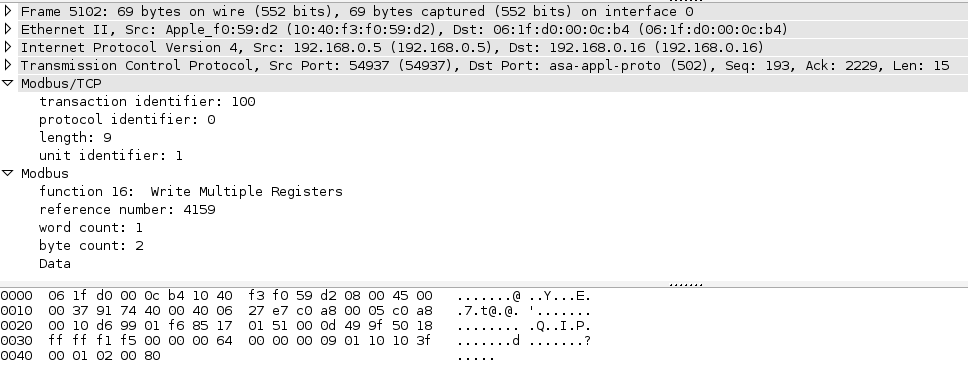 Frame 5102: 69 bytes on wire (552 bits), 69 bytes captured (552 bits) on interface 0
Ethernet II, Src: Apple_f0:59:d2 (10:40:f3:f0:59:d2), Dst: 06:1f:d0:00:0c:b4 (06:1f:d0:00:0c:b4)
Internet Protocol Version 4, Src: 192.168.0.5 (192.168.0.5), Dst: 192.168.0.16 (192.168.0.16)
Transmission Control Protocol, Src Port: 54937 (54937), Dst Port: asa-appl-proto (502), Seq: 193, Ack: 2229, Len: 15
Modbus/TCP
transaction identifier: 100
protocol identifier: 0
length: 9
unit identifier: 1
Modbus
function 16:  Write Multiple Registers
reference number: 4159
word count: 1
byte count: 2
Data
0000  06 1f d0 00 0c b4 10 40  f3 f0 59 d2 08 00 45 00   .......@ ..Y...E.
0010  00 37 91 74 40 00 40 06  27 e7 c0 a8 00 05 c0 a8   .7.t@.@. '.......
0020  00 10 d6 99 01 f6 85 17  01 51 00 0d 49 9f 50 18   ........ .Q..I.P.
0030  ff ff f1 f5 00 00 00 64  00 00 00 09 01 10 10 3f   .......d .......?
0040  00 01 02 00 80                                     .....